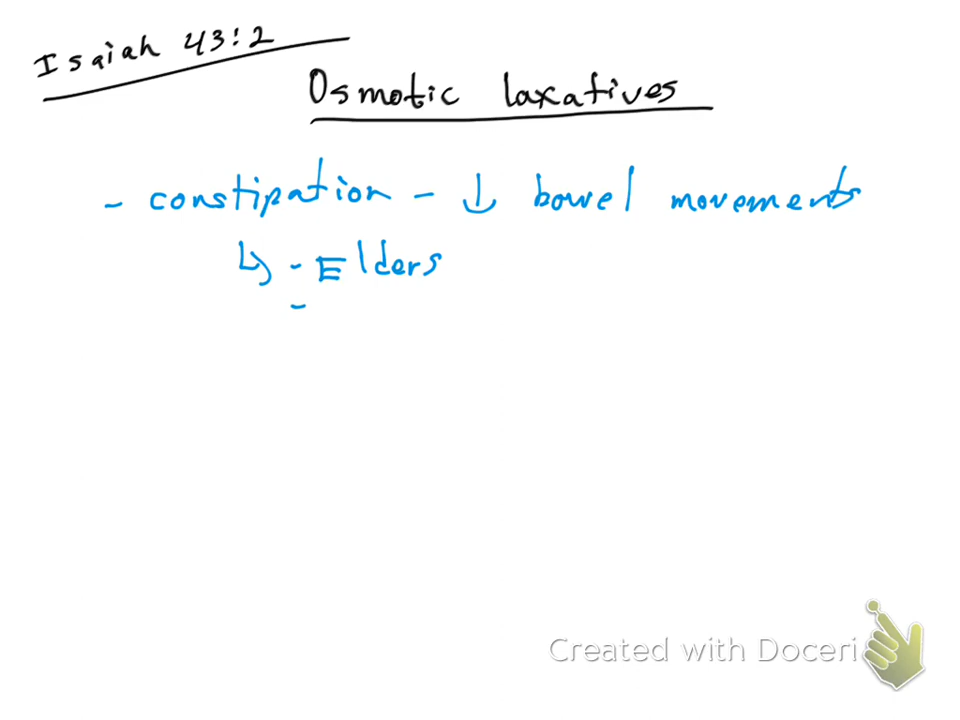 Isaiah 43:2
Osmotic laxatives
- constipation - ↓ bowel movements
↳ - Elders
-
Created with Doceri